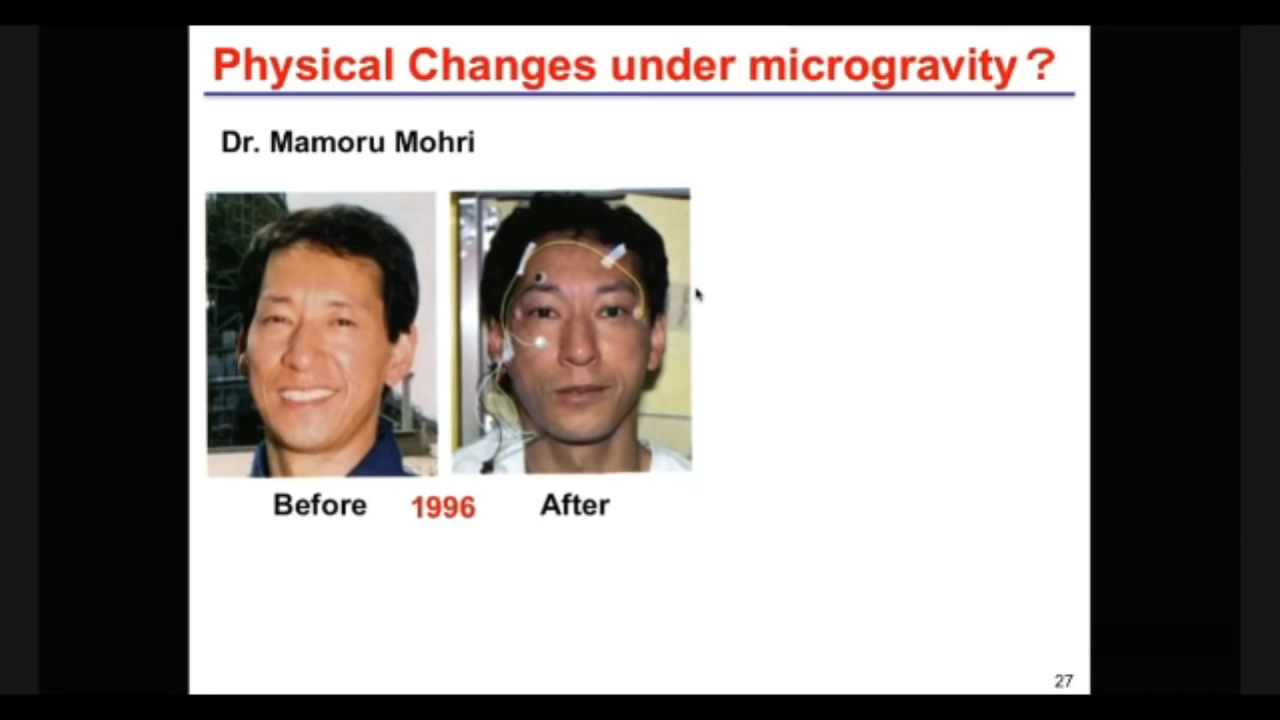 Physical Changes under microgravity？
Dr. Mamoru Mohri
Before 1996 After
27